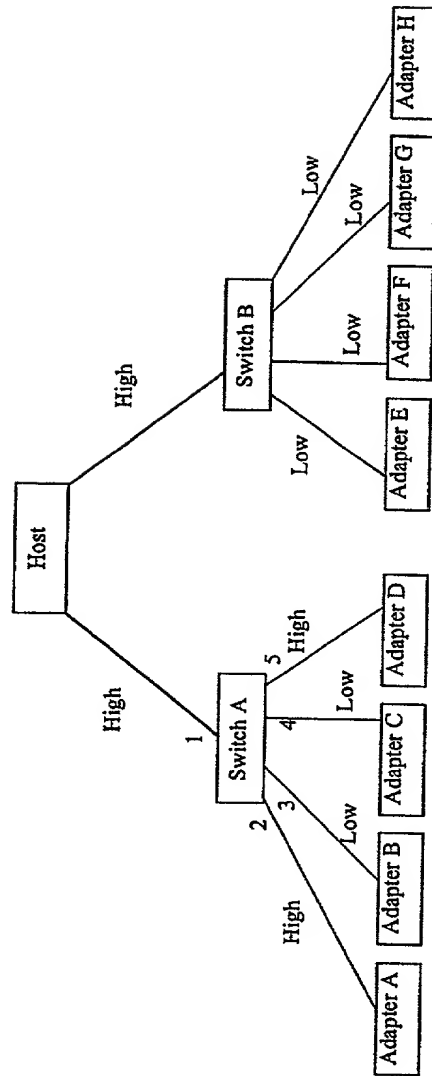 Host
High
High
1
Switch A
Switch B
2
3
4
5
High
Low
Low
High
Low
Low
Low
Low
Adapter A
Adapter B
Adapter C
Adapter D
Adapter E
Adapter F
Adapter G
Adapter H